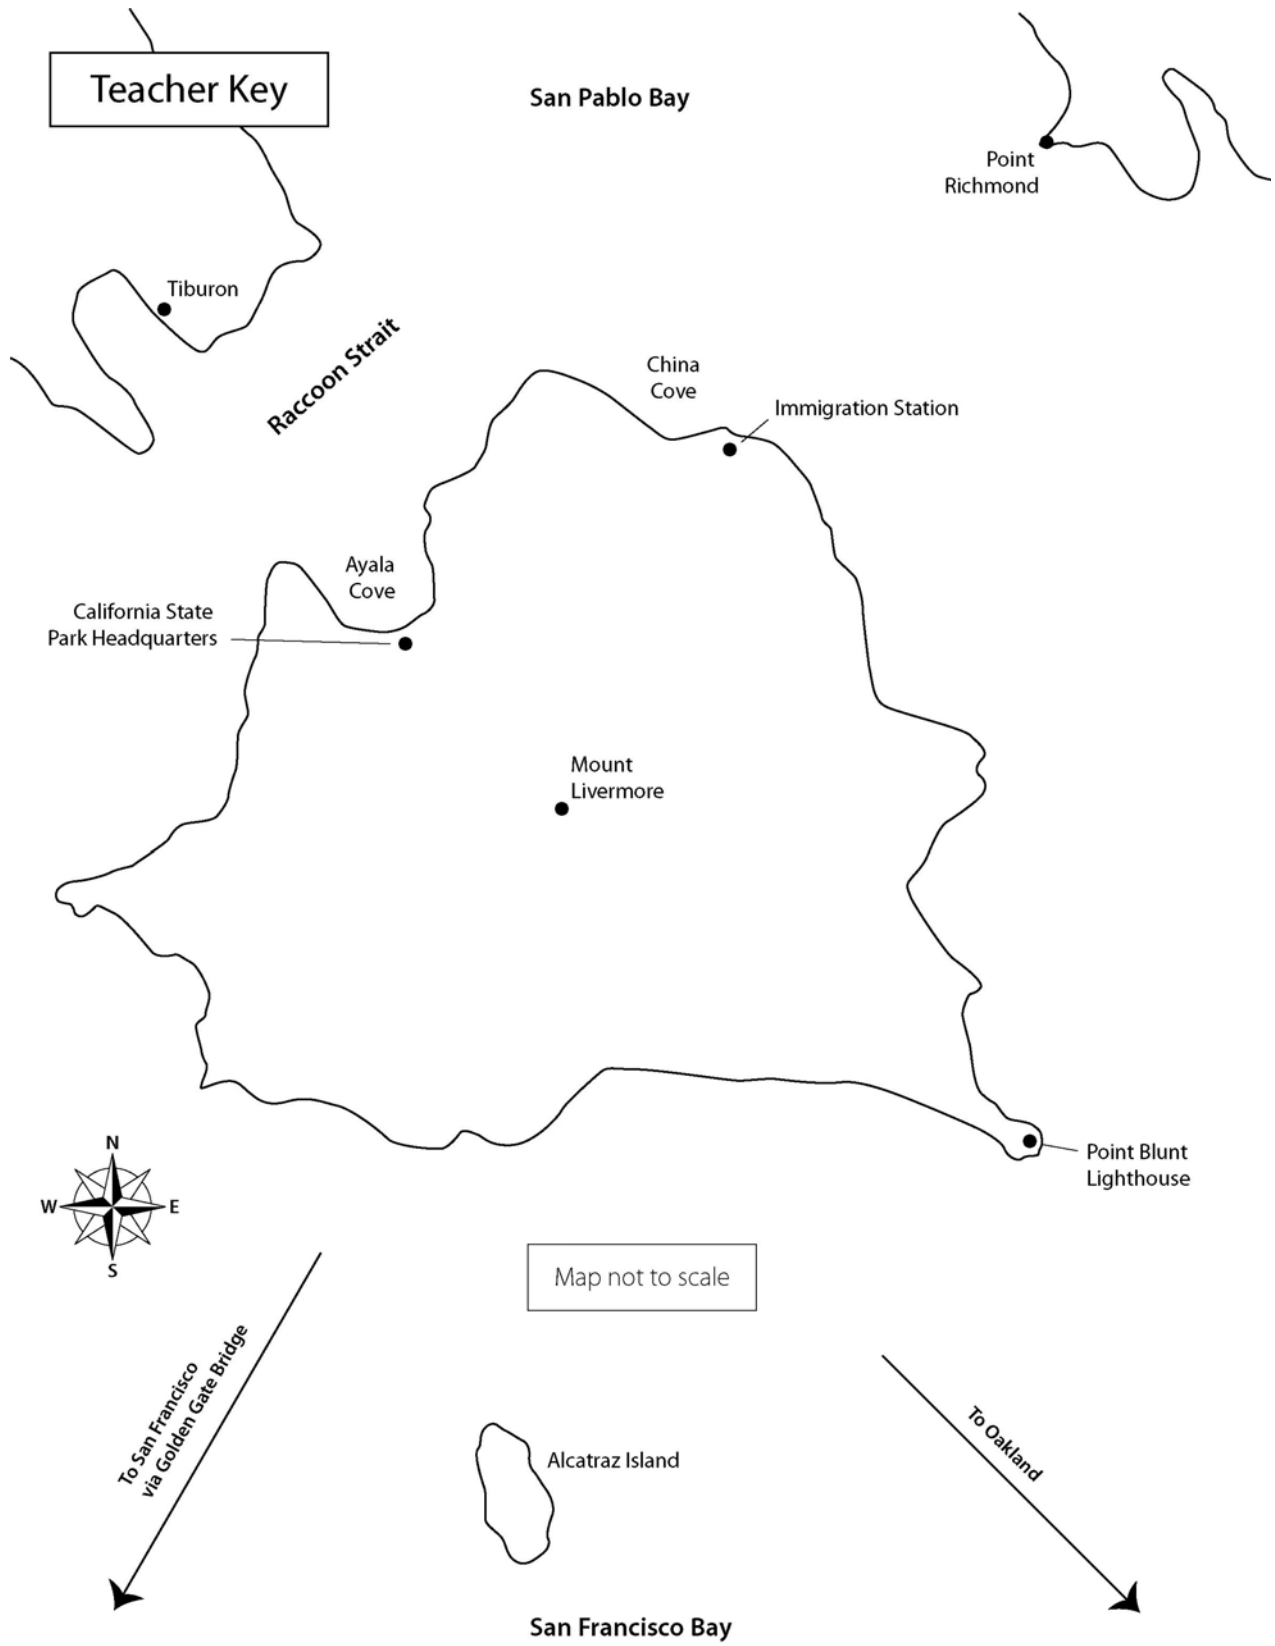 Teacher Key
San Pablo Bay
Point
Richmond
Tiburon
Raccoon Strait
China
Cove
Immigration Station
Ayala
Cove
California State
Park Headquarters
Mount
Livermore
N
W
E
S
Point Blunt
Lighthouse
Map not to scale
To San Francisco
via Golden Gate Bridge
To Oakland
Alcatraz Island
San Francisco Bay